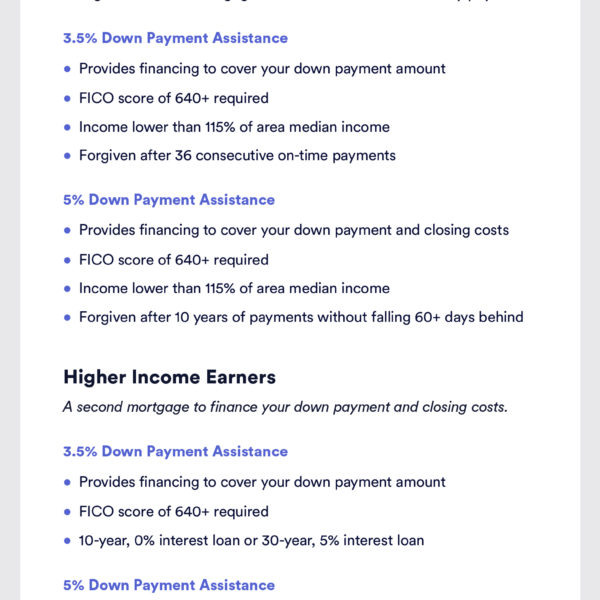 3.5% Down Payment Assistance
Provides financing to cover your down payment amount
FICO score of 640+ required
Income lower than 115% of area median income
Forgiven after 36 consecutive on-time payments
5% Down Payment Assistance
Provides financing to cover your down payment and closing costs
FICO score of 640+ required
Income lower than 115% of area median income
Forgiven after 10 years of payments without falling 60+ days behind
Higher Income Earners
A second mortgage to finance your down payment and closing costs.
3.5% Down Payment Assistance
Provides financing to cover your down payment amount
FICO score of 640+ required
10-year, 0% interest loan or 30-year, 5% interest loan
5% Down Payment Assistance